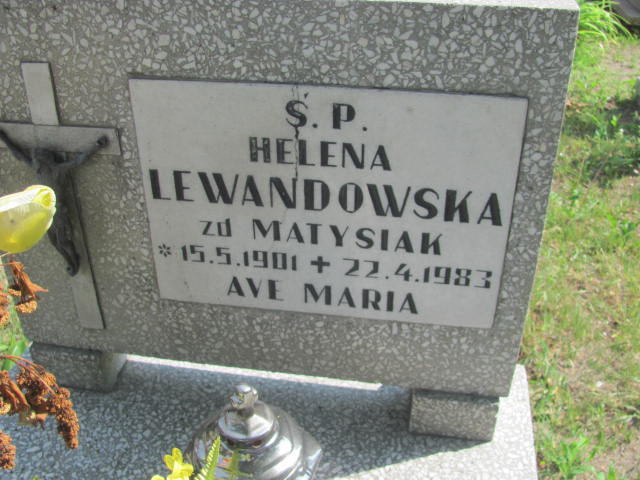 Ś. P.
HELENA
LEWANDOWSKA
zd MATYSIAK
* 15.5.1901 + 22.4.1983
AVE MARIA